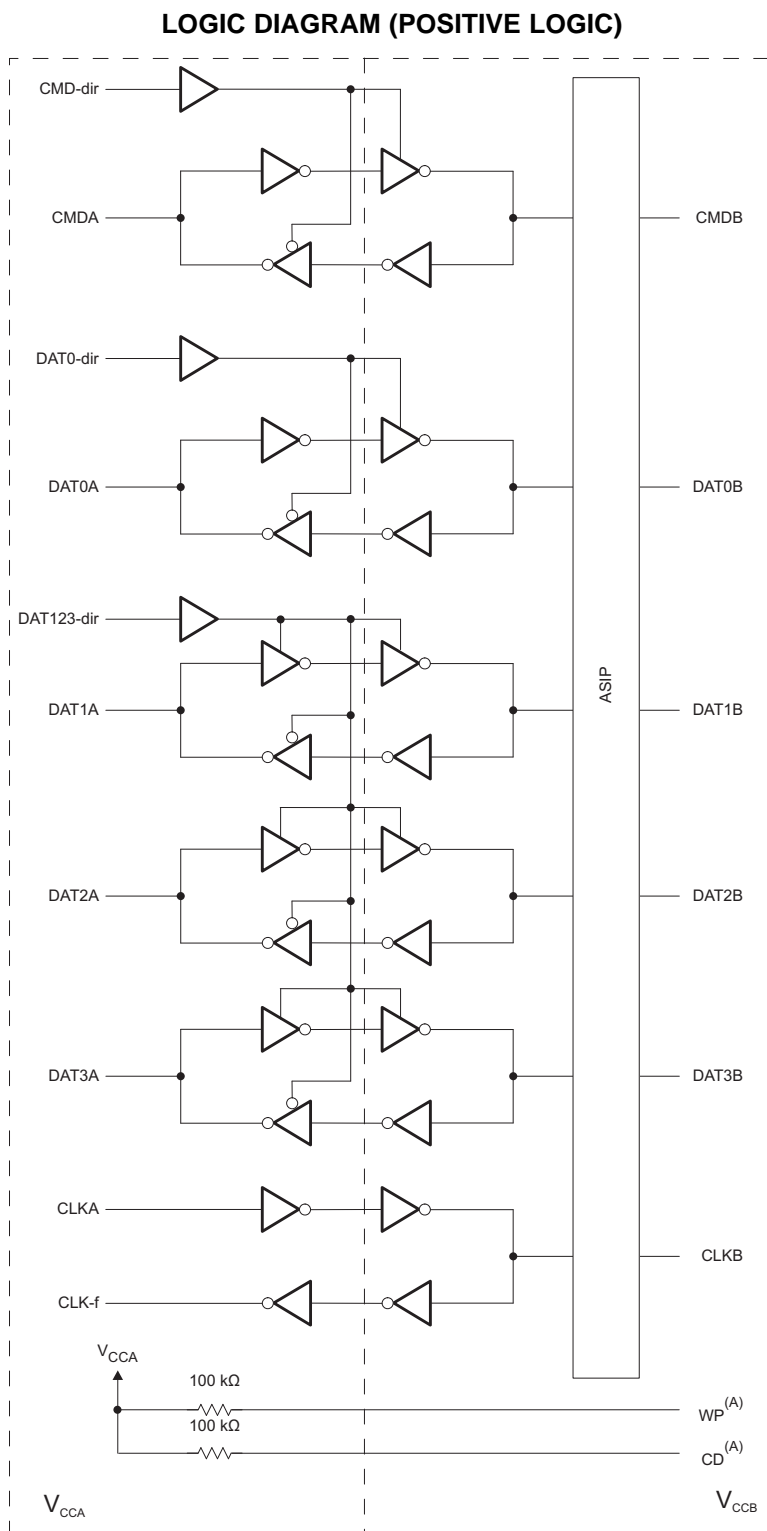 LOGIC DIAGRAM (POSITIVE LOGIC)
CMD-dir
CMDA
CMDB
DAT0-dir
DAT0A
DAT0B
DAT123-dir
ASIP
DAT1A
DAT1B
DAT2A
DAT2B
DAT3A
DAT3B
CLKA
CLKB
CLK-f
VCCA
100 kΩ
WP(A)
100 kΩ
CD(A)
VCCA
VCCB